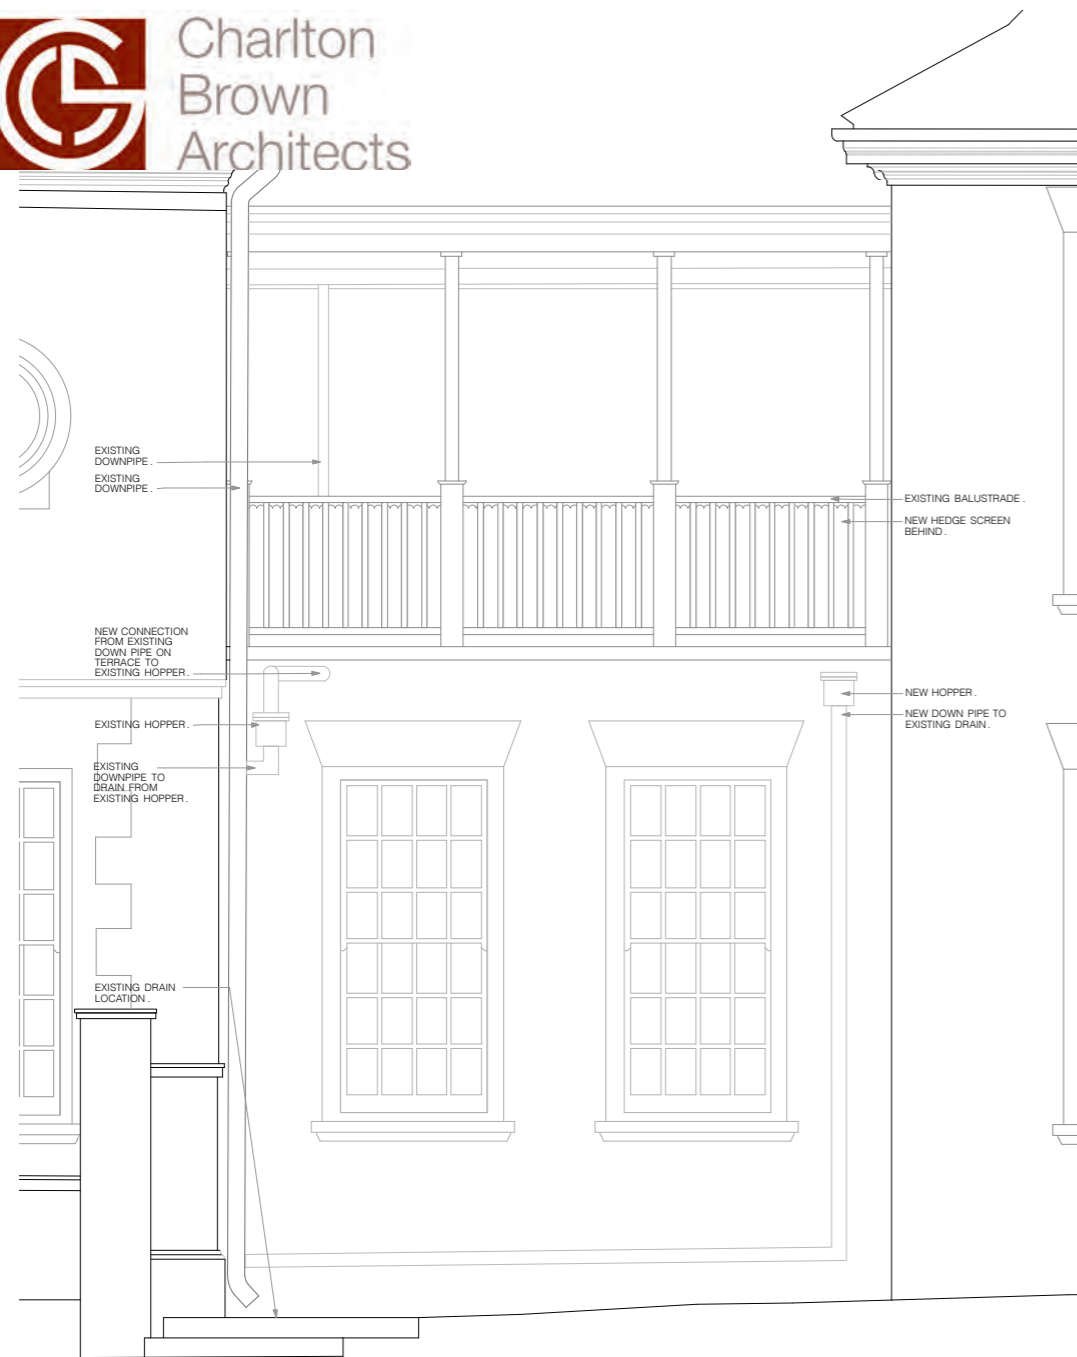 Charlton
Brown
Architects
EXISTING
DOWNPIPE.
EXISTING
DOWNPIPE.
EXISTING BALUSTRADE.
NEW HEDGE SCREEN
BEHIND.
NEW CONNECTION
FROM EXISTING
DOWN PIPE ON
TERRACE TO
EXISTING HOPPER.
EXISTING HOPPER.
EXISTING
DOWNPIPE TO
DRAIN FROM
EXISTING HOPPER.
NEW HOPPER.
NEW DOWN PIPE TO
EXISTING DRAIN.
EXISTING DRAIN
LOCATION.